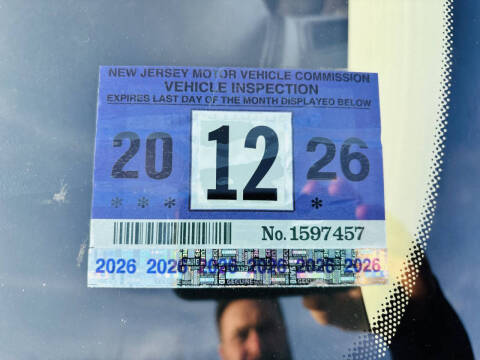 NEW JERSEY MOTOR VEHICLE COMMISSION
VEHICLE INSPECTION
EXPIRES LAST DAY OF THE MONTH DISPLAYED BELOW
20 12 26
* * * *
No. 1597457
2026 2026 2026 2026 2026 2026
SECURE